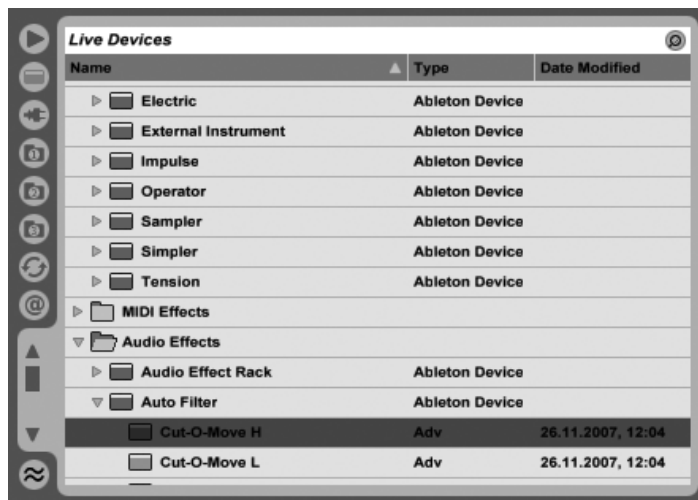 Live Devices
Name Type Date Modified
Electric Ableton Device
External Instrument Ableton Device
Impulse Ableton Device
Operator Ableton Device
Sampler Ableton Device
Simpler Ableton Device
Tension Ableton Device
MIDI Effects
Audio Effects
Audio Effect Rack Ableton Device
Auto Filter Ableton Device
Cut-O-Move H Adv 26.11.2007, 12:04
Cut-O-Move L Adv 26.11.2007, 12:04
1
2
3
@